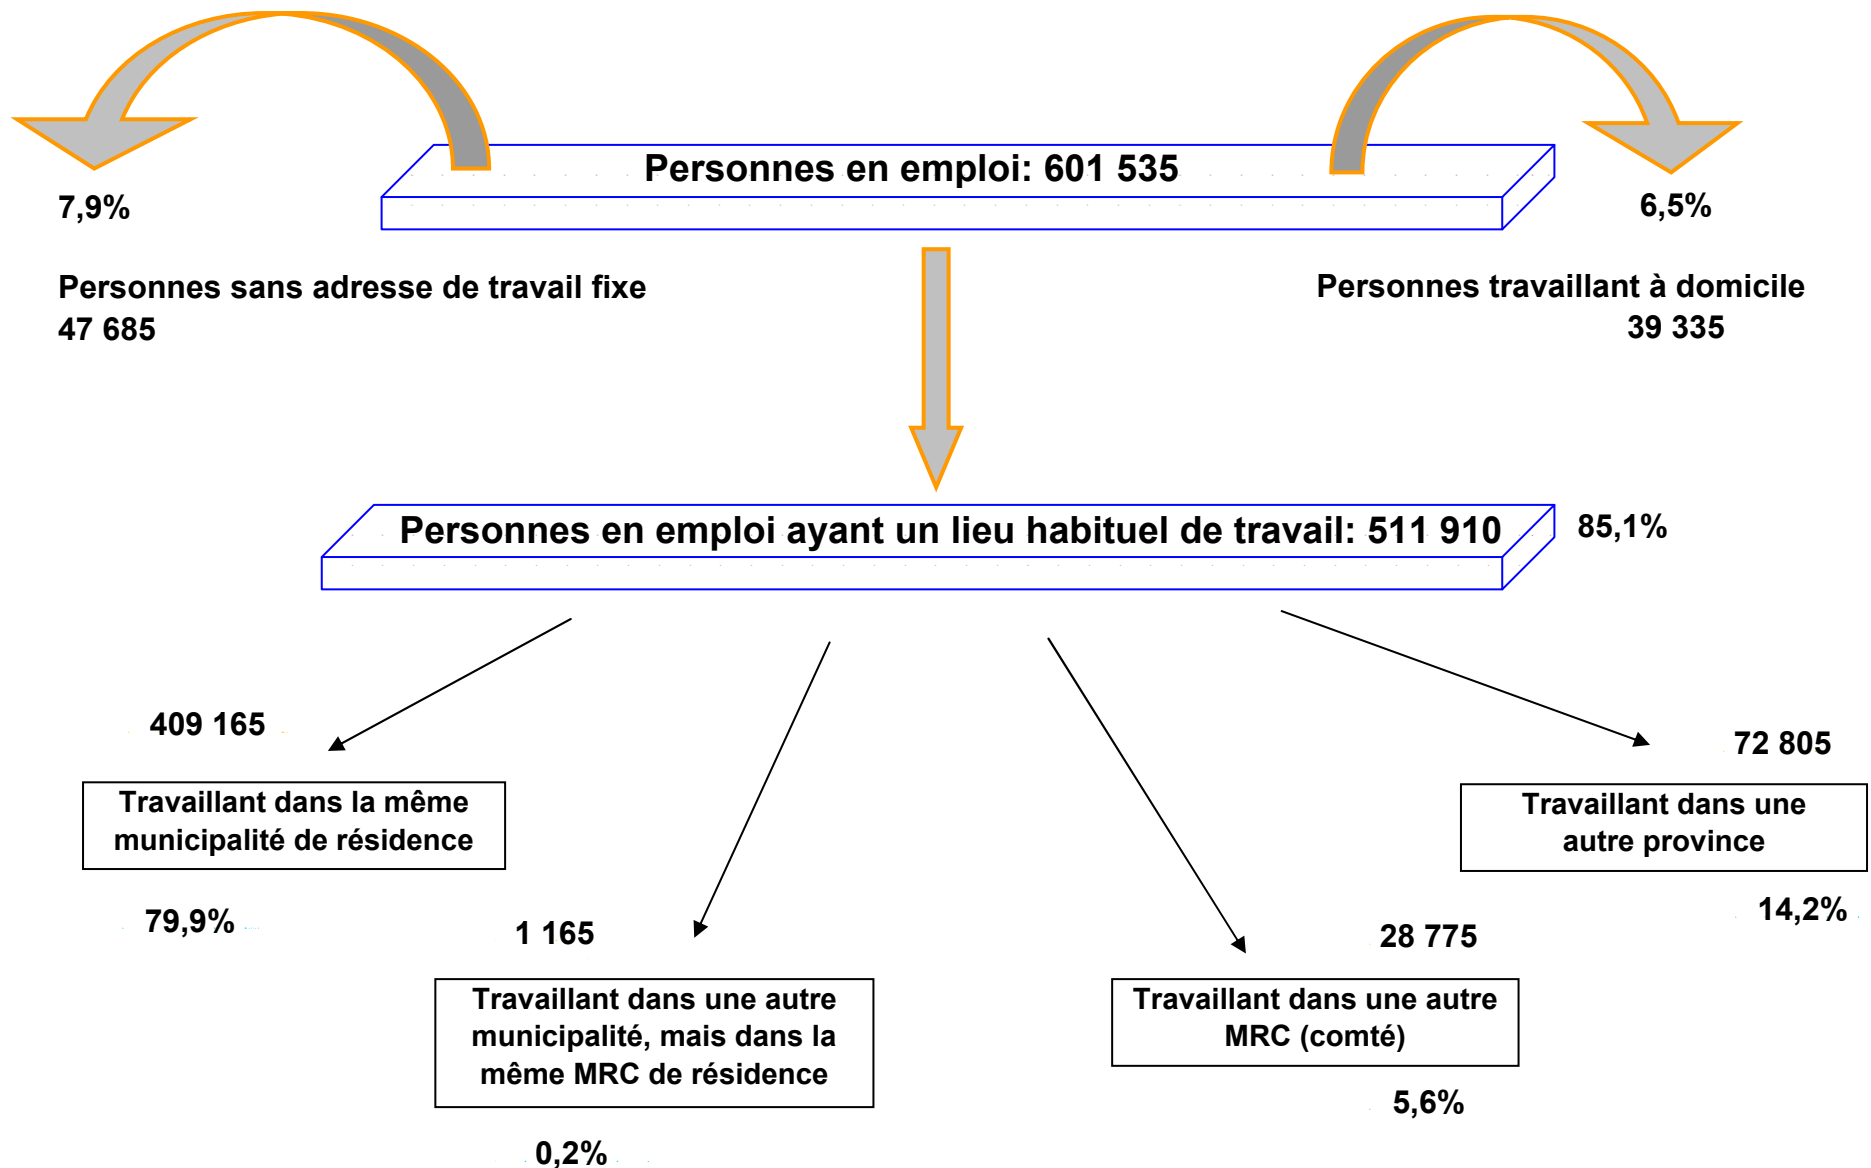 Personnes en emploi: 601 535
7,9%
6,5%
Personnes sans adresse de travail fixe
47 685
Personnes travaillant à domicile
39 335
Personnes en emploi ayant un lieu habituel de travail: 511 910
85,1%
409 165
Travaillant dans la même
municipalité de résidence
79,9%
1 165
Travaillant dans une autre
municipalité, mais dans la
même MRC de résidence
0,2%
28 775
Travaillant dans une autre
MRC (comté)
5,6%
72 805
Travaillant dans une
autre province
14,2%